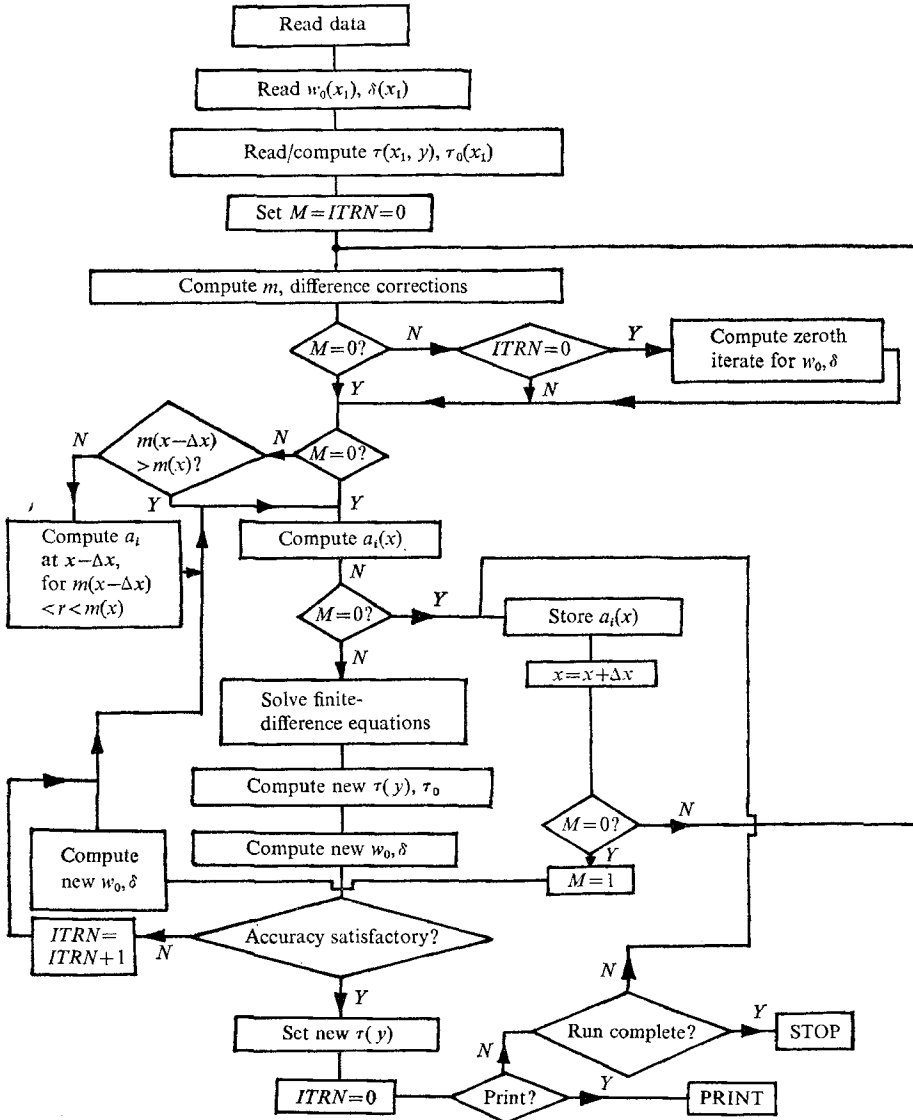 Read data
Read w₀(x₁), δ(x₁)
Read/compute τ(x₁, y), τ₀(x₁)
Set M=ITRN=0
Compute m, difference corrections
M=0?
N
ITRN=0
Y
Compute zeroth
iterate for w₀, δ
Y
N
m(x−Δx)
>m(x)?
N
N
M=0?
Y
Y
Compute aᵢ
at x−Δx,
for m(x−Δx)
<r<m(x)
Compute aᵢ(x)
N
M=0?
Y
Store aᵢ(x)
N
x=x+Δx
Solve finite-
difference equations
Compute new τ(y), τ₀
M=0?
N
Y
Compute new w₀, δ
Compute
new w₀, δ
M=1
ITRN=
ITRN+1
N
Accuracy satisfactory?
Y
N
Set new τ(y)
Run complete?
Y
STOP
N
ITRN=0
Print?
Y
PRINT